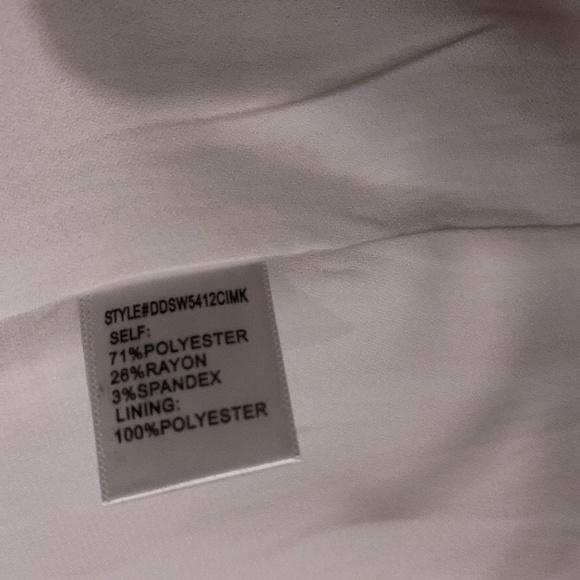 STYLE#DDSW5412CIMK
SELF:
71%POLYESTER
26%RAYON
3%SPANDEX
LINING:
100%POLYESTER